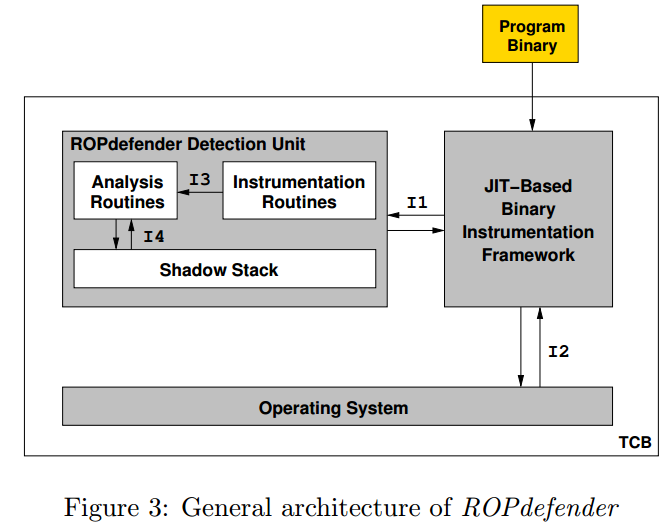 Program
Binary
ROPdefender Detection Unit
Analysis
Routines
I3
Instrumentation
Routines
I1
JIT−Based
Binary
Instrumentation
Framework
I4
Shadow Stack
I2
Operating System
TCB
Figure 3: General architecture of ROPdefender